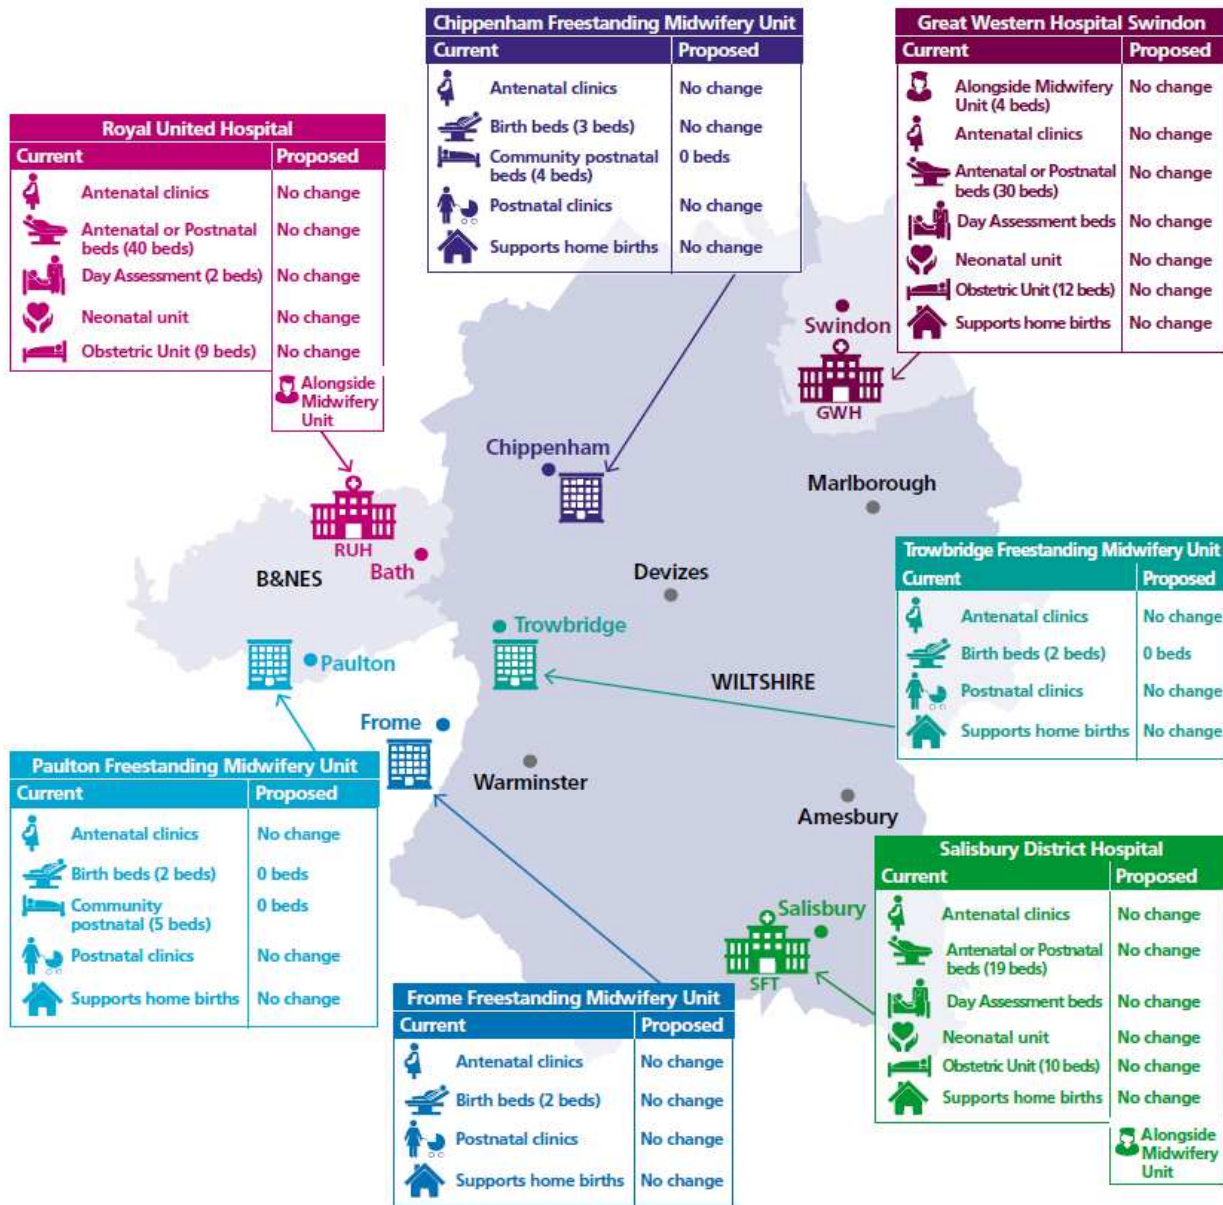 Chippenham Freestanding Midwifery Unit
Current Proposed
Antenatal clinics No change
Birth beds (3 beds) No change
Community postnatal 0 beds
beds (4 beds)
Postnatal clinics No change
Supports home births No change
Great Western Hospital Swindon
Current Proposed
Alongside Midwifery No change
Unit (4 beds)
Antenatal clinics No change
Antenatal or Postnatal No change
beds (30 beds)
Day Assessment beds No change
Neonatal unit No change
Obstetric Unit (12 beds) No change
Supports home births No change
Royal United Hospital
Current Proposed
Antenatal clinics No change
Antenatal or Postnatal No change
beds (40 beds)
Day Assessment (2 beds) No change
Neonatal unit No change
Obstetric Unit (9 beds) No change
Alongside
Midwifery
Unit
Swindon
GWH
Chippenham
Marlborough
RUH
Bath
B&NES
Devizes
Trowbridge
Paulton
WILTSHIRE
Frome
Warminster
Amesbury
Salisbury
SFT
Trowbridge Freestanding Midwifery Unit
Current Proposed
Antenatal clinics No change
Birth beds (2 beds) 0 beds
Postnatal clinics No change
Supports home births No change
Paulton Freestanding Midwifery Unit
Current Proposed
Antenatal clinics No change
Birth beds (2 beds) 0 beds
Community 0 beds
postnatal (5 beds)
Postnatal clinics No change
Supports home births No change
Frome Freestanding Midwifery Unit
Current Proposed
Antenatal clinics No change
Birth beds (2 beds) No change
Postnatal clinics No change
Supports home births No change
Salisbury District Hospital
Current Proposed
Antenatal clinics No change
Antenatal or Postnatal No change
beds (19 beds)
Day Assessment beds No change
Neonatal unit No change
Obstetric Unit (10 beds) No change
Supports home births No change
Alongside
Midwifery
Unit